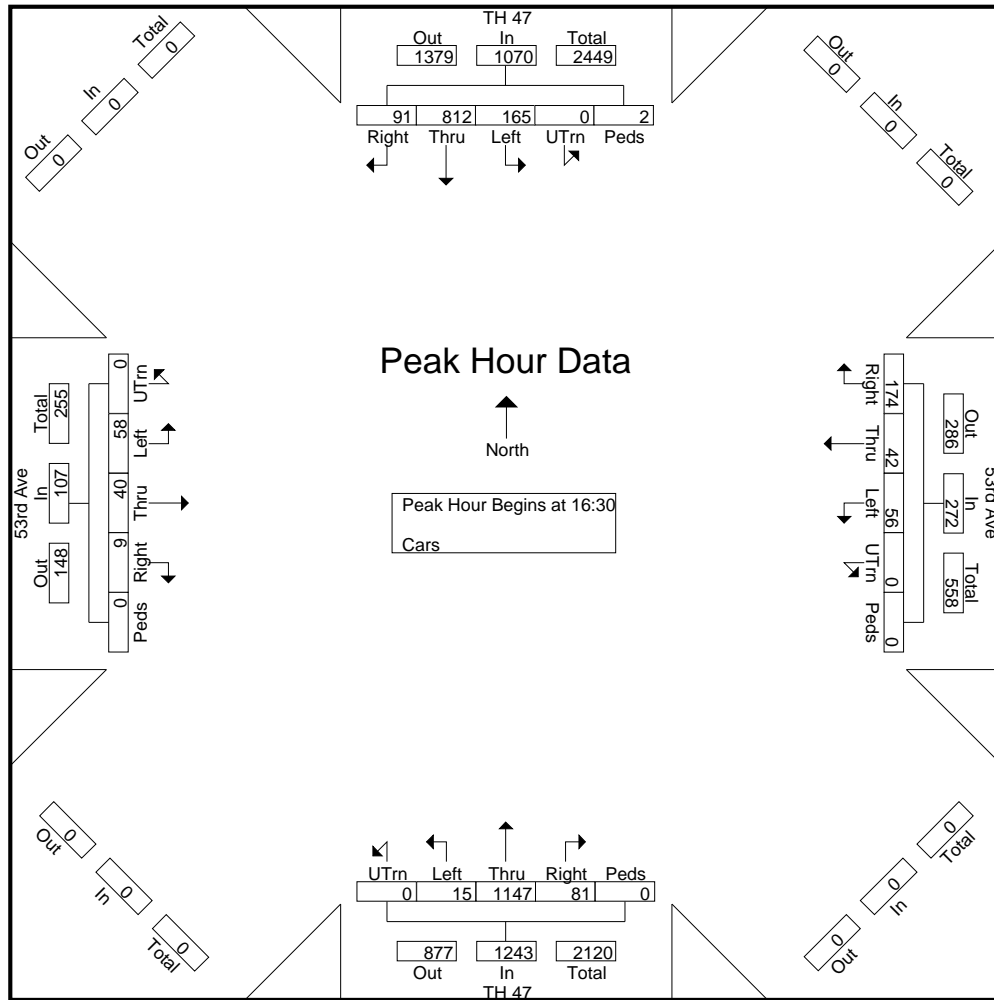 TH 47
Out In Total
1379 1070 2449
91 812 165 0 2
Right Thru Left UTrn Peds
Total
0
In
0
Out
0
Out
0
In
0
Total
0
Peak Hour Data
North
Peak Hour Begins at 16:30
Cars
53rd Ave
Total In Out
255 107 148
0 58 40 9 0
UTrn Left Thru Right Peds
53rd Ave
Out In Total
286 272 558
174 42 56 0 0
Right Thru Left UTrn Peds
Out
0
In
0
Total
0
Total
0
In
0
Out
0
UTrn Left Thru Right Peds
0 15 1147 81 0
877 1243 2120
Out In Total
TH 47